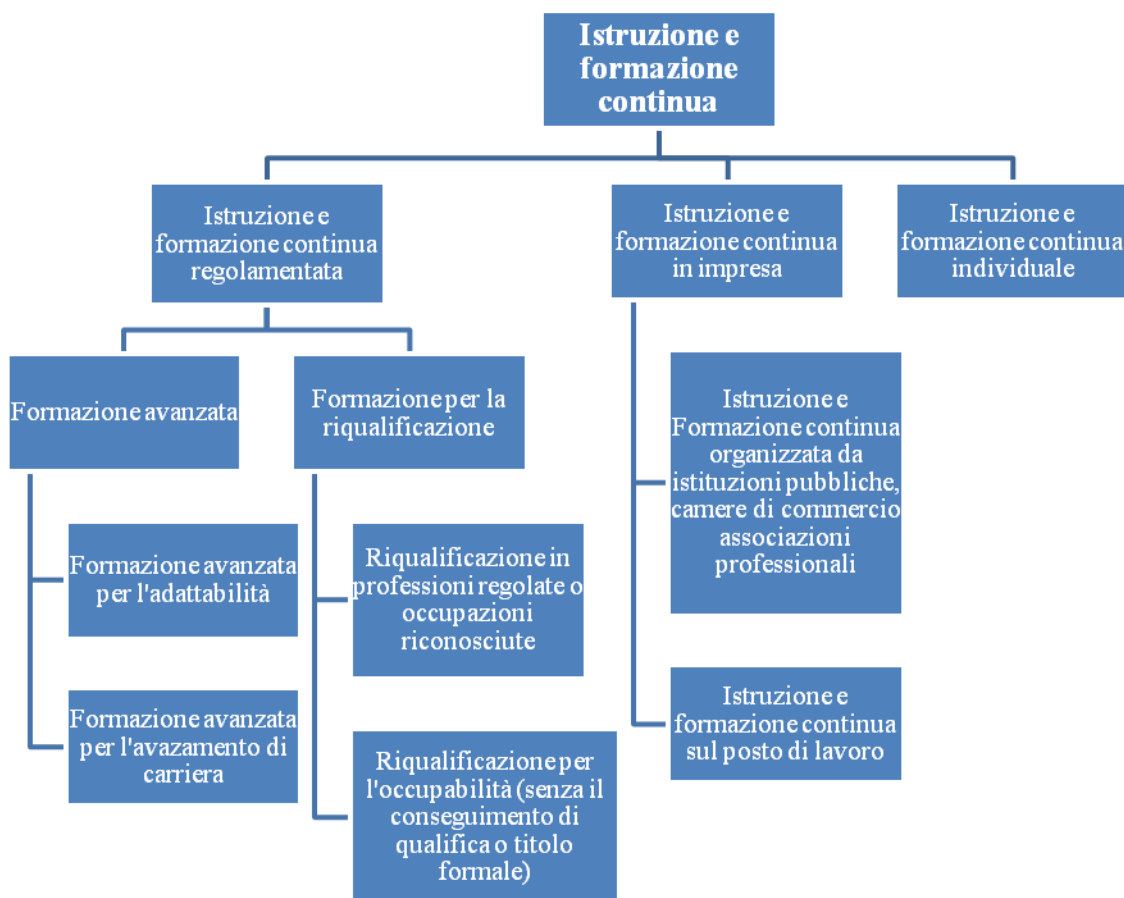 Istruzione e
formazione
continua
Istruzione e
formazione continua
regolamentata
Istruzione e
formazione continua
in impresa
Istruzione e
formazione continua
individuale
Formazione avanzata
Formazione per la
riqualificazione
Istruzione e
Formazione continua
organizzata da
istituzioni pubbliche,
camere di commercio
associazioni
professionali
Formazione avanzata
per l'adattabilità
Riqualificazione in
professioni regolate o
occupazioni
riconosciute
Formazione avanzata
per l'avazamento di
carriera
Istruzione e
formazione continua
sul posto di lavoro
Riqualificazione per
l'occupabilità (senza il
conseguimento di
qualifica o titolo
formale)